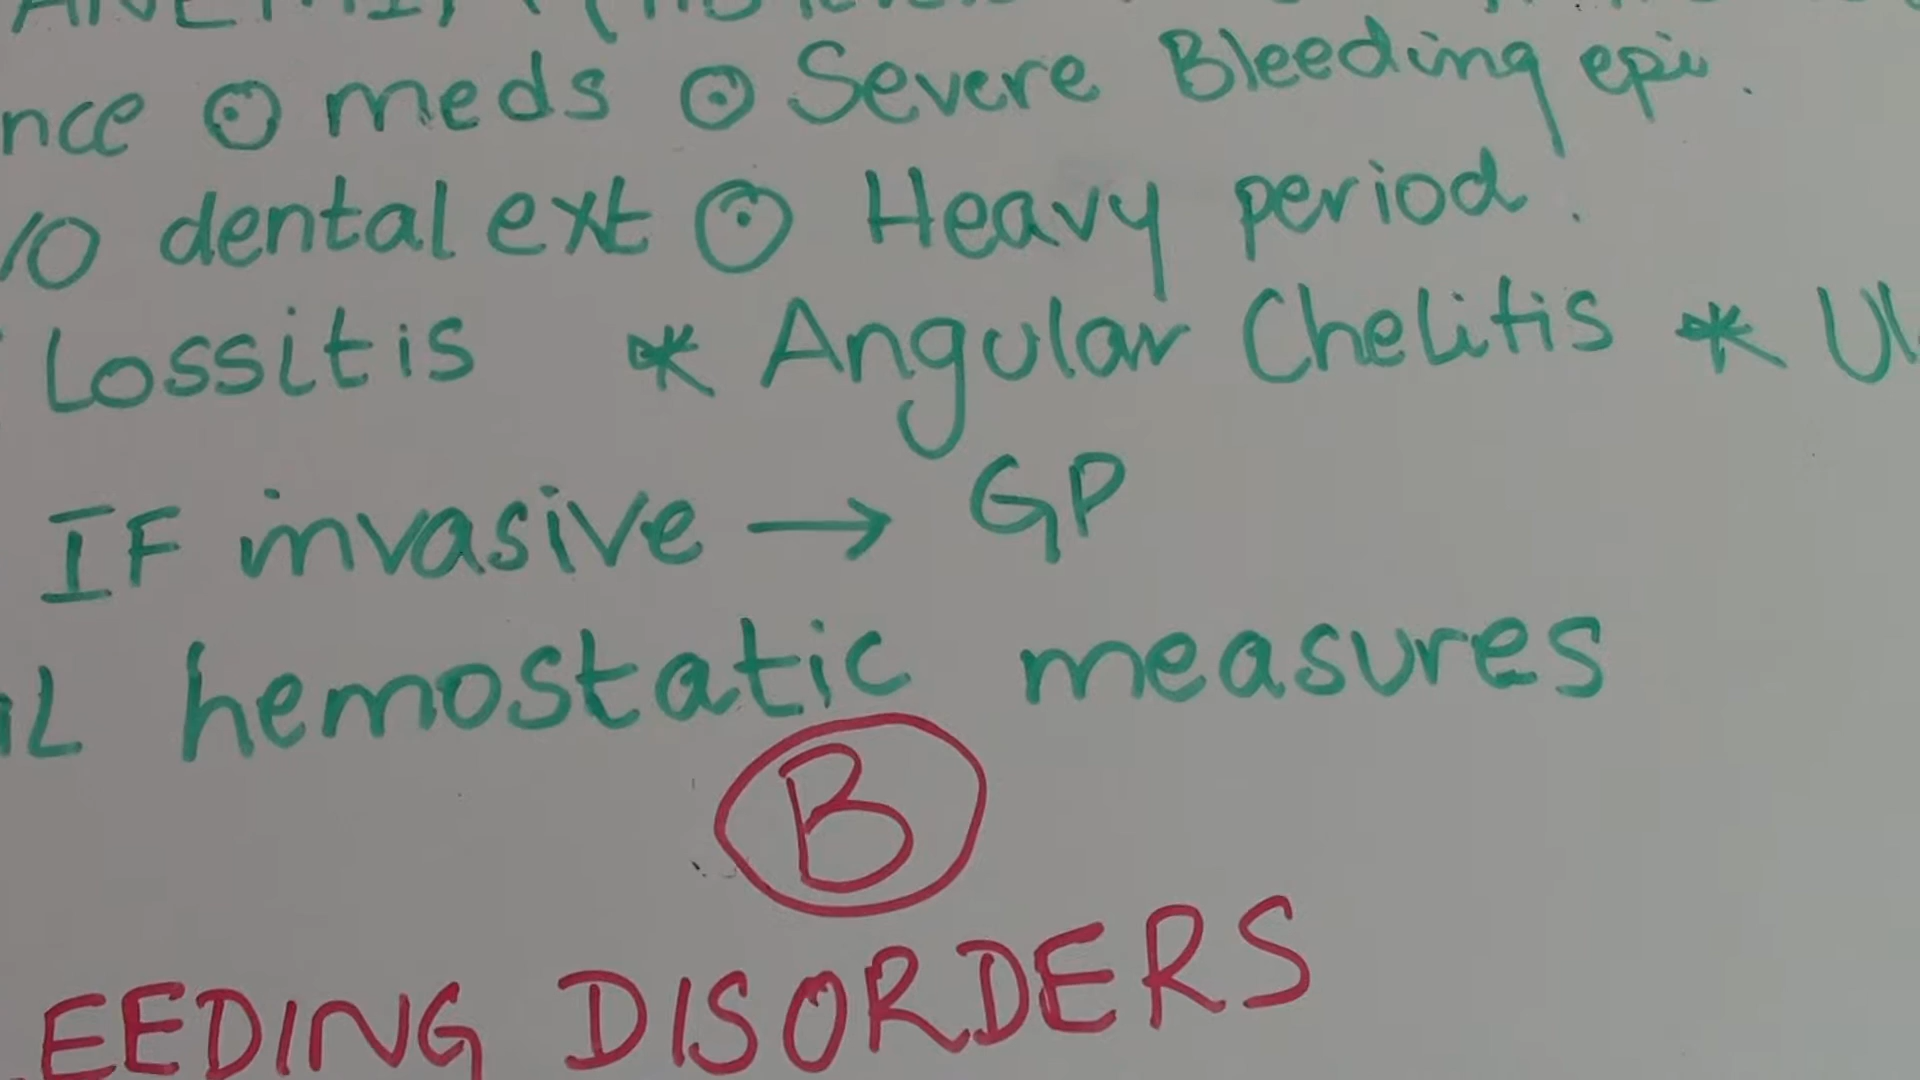 nce ⊙ meds ⊙ Severe Bleeding epi.
/O dental ext ⊙ Heavy period.
Lossitis * Angular Chelitis * Ul
IF invasive → GP
hemostatic measures
B
EEDING DISORDERS